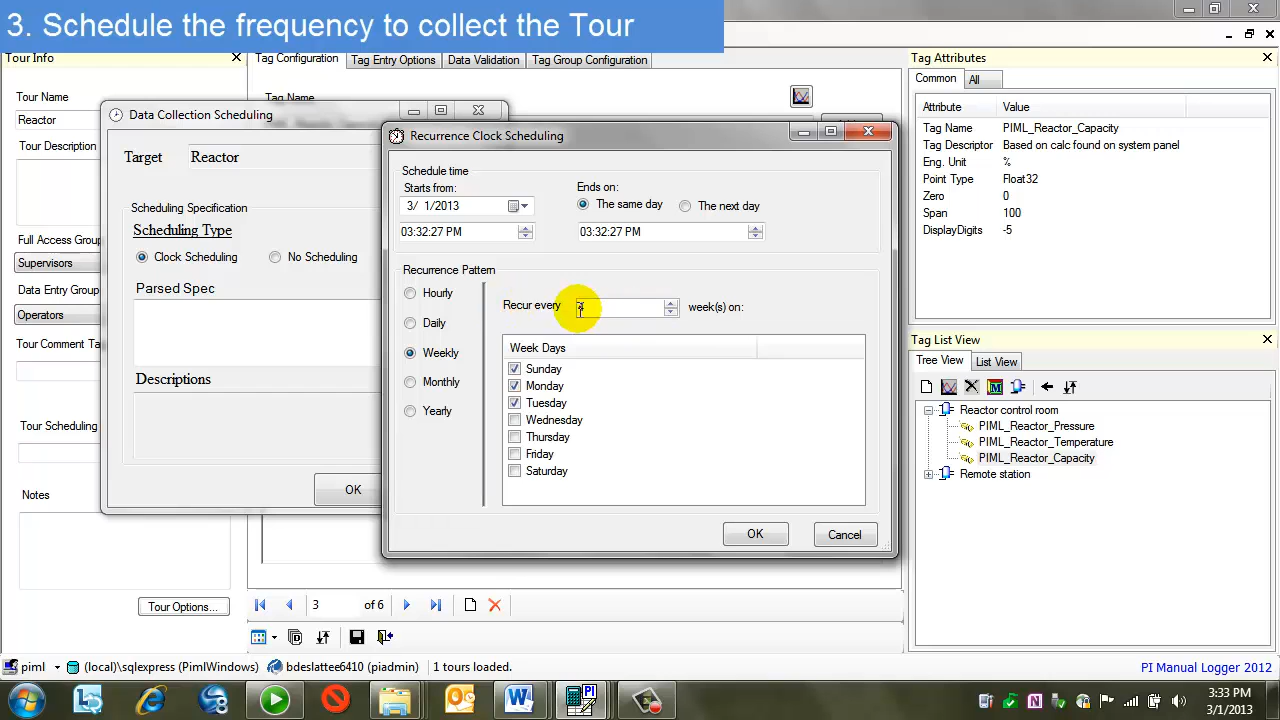 3. Schedule the frequency to collect the Tour
Tour Info
Tag Configuration
Tag Entry Options
Data Validation
Tag Group Configuration
Tag Attributes
Common
All
Tour Name
Reactor
Tour Description
Full Access Group
Supervisors
Data Entry Group
Operators
Tour Comment Ta
Tour Scheduling
Notes
Tour Options...
Tag Name
Data Collection Scheduling
Target
Reactor
Scheduling Specification
Scheduling Type
Clock Scheduling
No Scheduling
Parsed Spec
Descriptions
OK
Recurrence Clock Scheduling
Schedule time
Starts from:
3/ 1/2013
03:32:27 PM
Ends on:
The same day
The next day
03:32:27 PM
Recurrence Pattern
Hourly
Daily
Weekly
Monthly
Yearly
Recur every
week(s) on:
Week Days
Sunday
Monday
Tuesday
Wednesday
Thursday
Friday
Saturday
OK
Cancel
Attribute Value
Tag Name PIML_Reactor_Capacity
Tag Descriptor Based on calc found on system panel
Eng. Unit %
Point Type Float32
Zero 0
Span 100
DisplayDigits -5
Tag List View
Tree View
List View
Reactor control room
PIML_Reactor_Pressure
PIML_Reactor_Temperature
PIML_Reactor_Capacity
Remote station
3 of 6
piml
(local)\sqlexpress (PimlWindows)
bdeslattee6410 (piadmin)
1 tours loaded.
PI Manual Logger 2012
3:33 PM
3/1/2013